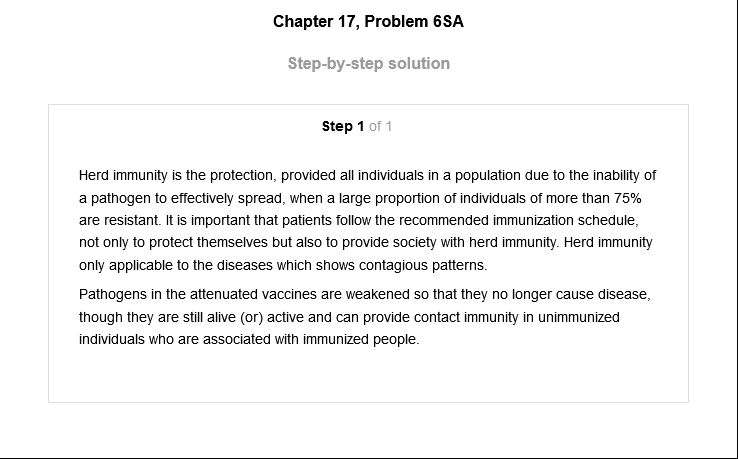 Chapter 17, Problem 6SA
Step-by-step solution
Step 1 of 1
Herd immunity is the protection, provided all individuals in a population due to the inability of
a pathogen to effectively spread, when a large proportion of individuals of more than 75%
are resistant. It is important that patients follow the recommended immunization schedule,
not only to protect themselves but also to provide society with herd immunity. Herd immunity
only applicable to the diseases which shows contagious patterns.
Pathogens in the attenuated vaccines are weakened so that they no longer cause disease,
though they are still alive (or) active and can provide contact immunity in unimmunized
individuals who are associated with immunized people.